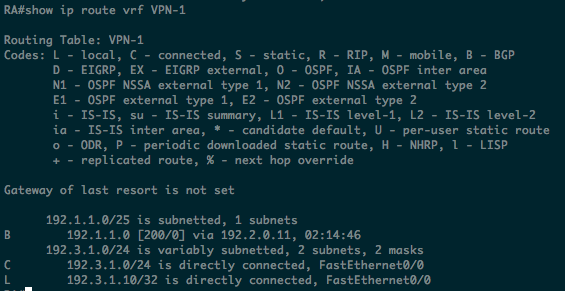 RA#show ip route vrf VPN-1
Routing Table: VPN-1
Codes: L - local, C - connected, S - static, R - RIP, M - mobile, B - BGP
D - EIGRP, EX - EIGRP external, O - OSPF, IA - OSPF inter area
N1 - OSPF NSSA external type 1, N2 - OSPF NSSA external type 2
E1 - OSPF external type 1, E2 - OSPF external type 2
i - IS-IS, su - IS-IS summary, L1 - IS-IS level-1, L2 - IS-IS level-2
ia - IS-IS inter area, * - candidate default, U - per-user static route
o - ODR, P - periodic downloaded static route, H - NHRP, l - LISP
+ - replicated route, % - next hop override
Gateway of last resort is not set
192.1.1.0/25 is subnetted, 1 subnets
B 192.1.1.0 [200/0] via 192.2.0.11, 02:14:46
192.3.1.0/24 is variably subnetted, 2 subnets, 2 masks
C 192.3.1.0/24 is directly connected, FastEthernet0/0
L 192.3.1.10/32 is directly connected, FastEthernet0/0